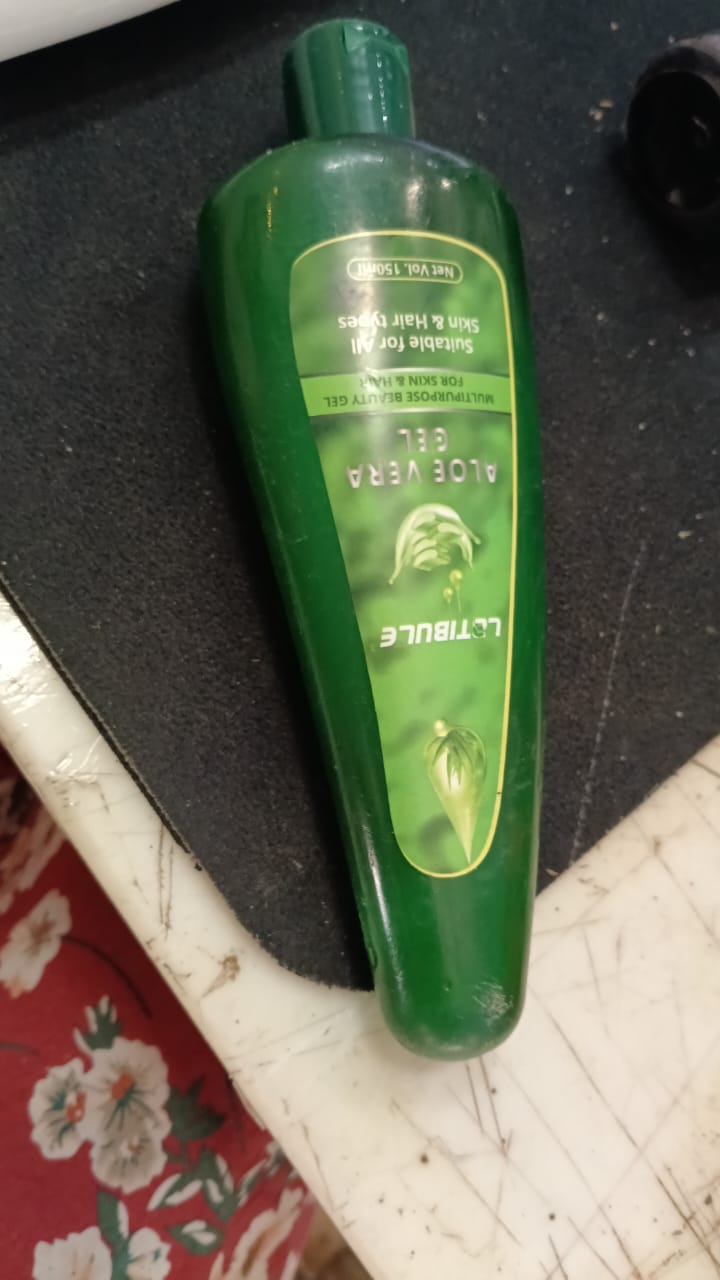 LOTIBULE
ALOE VERA
GEL
MULTIPURPOSE BEAUTY GEL
FOR SKIN & HAIR
Suitable for All
Skin & Hair types
Net Vol. 150ml